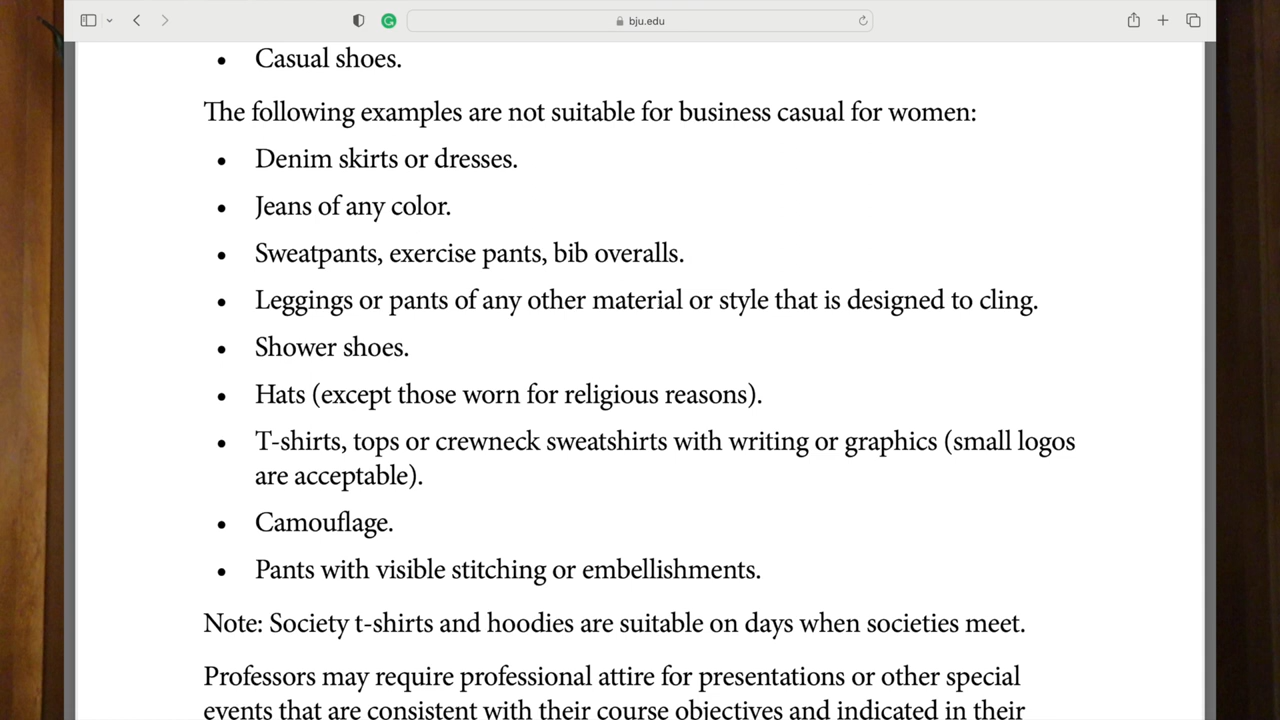 bju.edu
• Casual shoes.
The following examples are not suitable for business casual for women:
• Denim skirts or dresses.
• Jeans of any color.
• Sweatpants, exercise pants, bib overalls.
• Leggings or pants of any other material or style that is designed to cling.
• Shower shoes.
• Hats (except those worn for religious reasons).
• T-shirts, tops or crewneck sweatshirts with writing or graphics (small logos
are acceptable).
• Camouflage.
• Pants with visible stitching or embellishments.
Note: Society t-shirts and hoodies are suitable on days when societies meet.
Professors may require professional attire for presentations or other special
events that are consistent with their course objectives and indicated in their